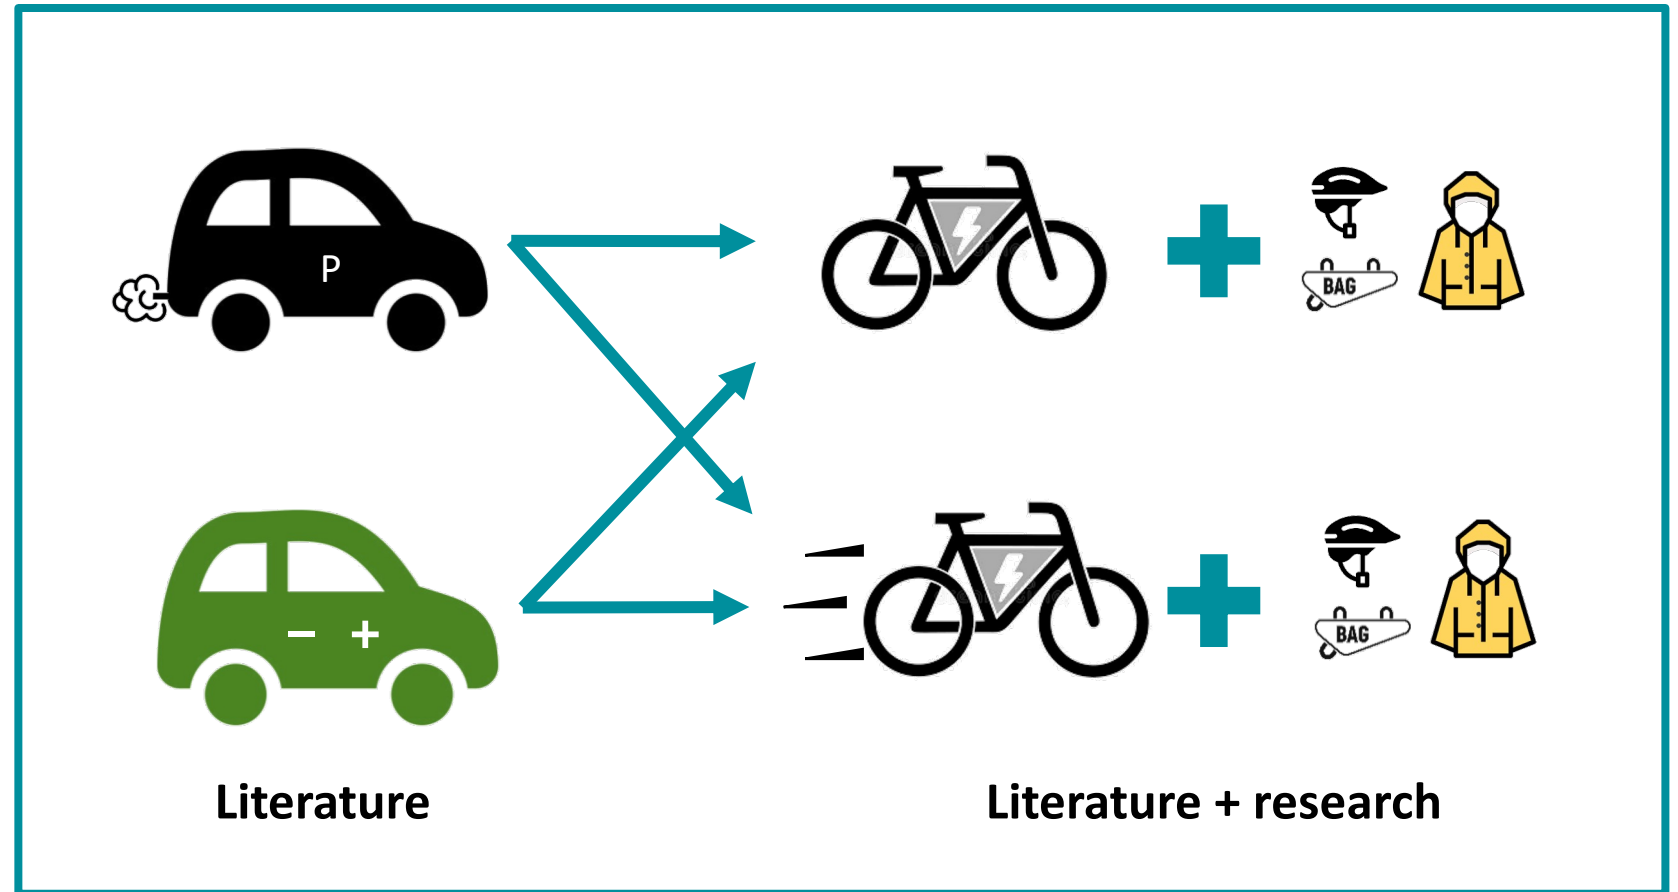 P
BAG
- +
BAG
Literature
Literature + research